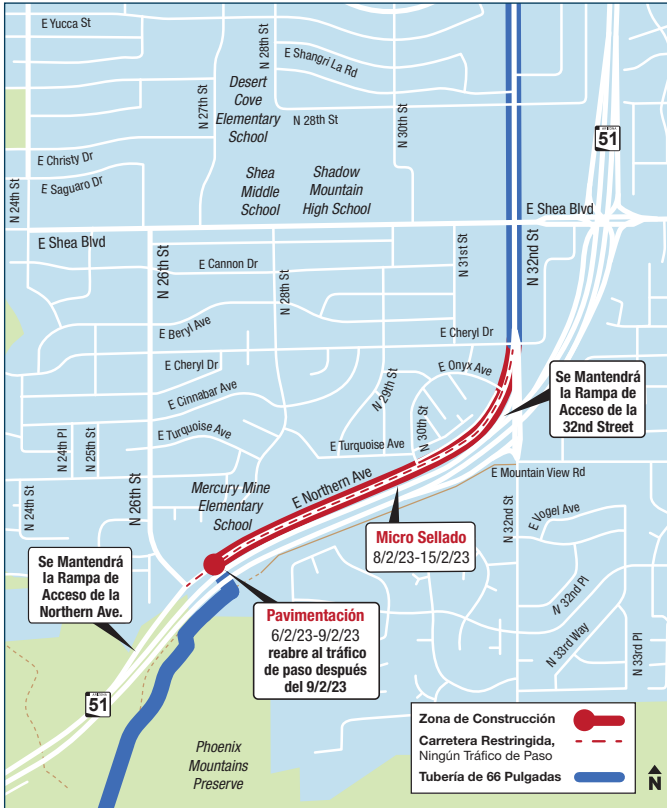 E Yucca St
N 28th St
E Shangri La Rd
N 27th St
Desert
Cove
Elementary
School
N 28th St
N 30th St
ARIZONA
51
E Christy Dr
E Saguaro Dr
N 24th St
Shea
Middle
School
Shadow
Mountain
High School
E Shea Blvd
E Shea Blvd
N 26th St
E Cannon Dr
N 28th St
N 31st St
N 32nd St
E Beryl Ave
E Cheryl Dr
E Cheryl Dr
E Onyx Ave
N 29th St
E Cinnabar Ave
Se Mantendrá
la Rampa de
Acceso de la
32nd Street
N 24th Pl
N 25th St
E Turquoise Ave
E Turquoise Ave
N 30th St
E Northern Ave
E Mountain View Rd
N 24th St
N 26th St
Mercury Mine
Elementary
School
N 32nd St
E Vogel Ave
Micro Sellado
8/2/23-15/2/23
Se Mantendrá
la Rampa de
Acceso de la
Northern Ave.
N 32nd Pl
N 33rd Way
N 33rd Pl
Pavimentación
6/2/23-9/2/23
reabre al tráfico
de paso después
del 9/2/23
ARIZONA
51
Phoenix
Mountains
Preserve
Zona de Construcción
Carretera Restringida,
Ningún Tráfico de Paso
Tubería de 66 Pulgadas
N